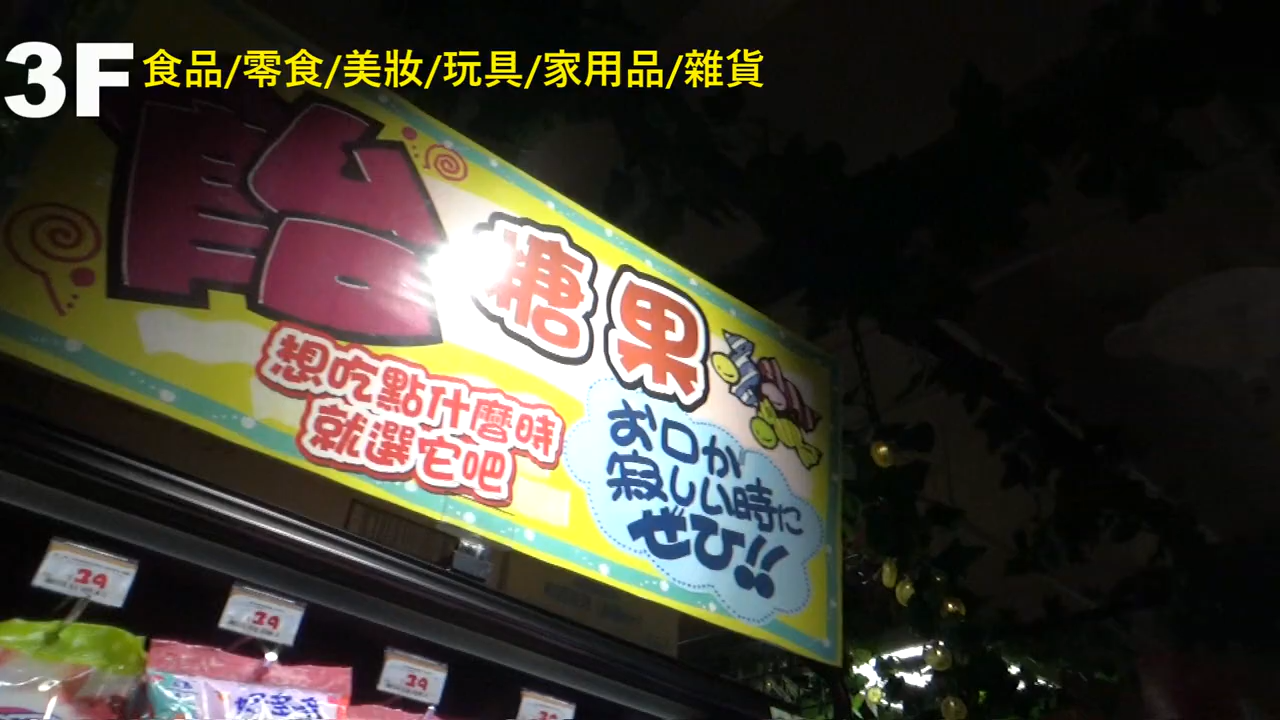 3F 食品/零食/美妝/玩具/家用品/雜貨
飴
糖果
想吃點什麼時
就選它吧
お口が
寂しい時に
ぜひ!!
39
39
39